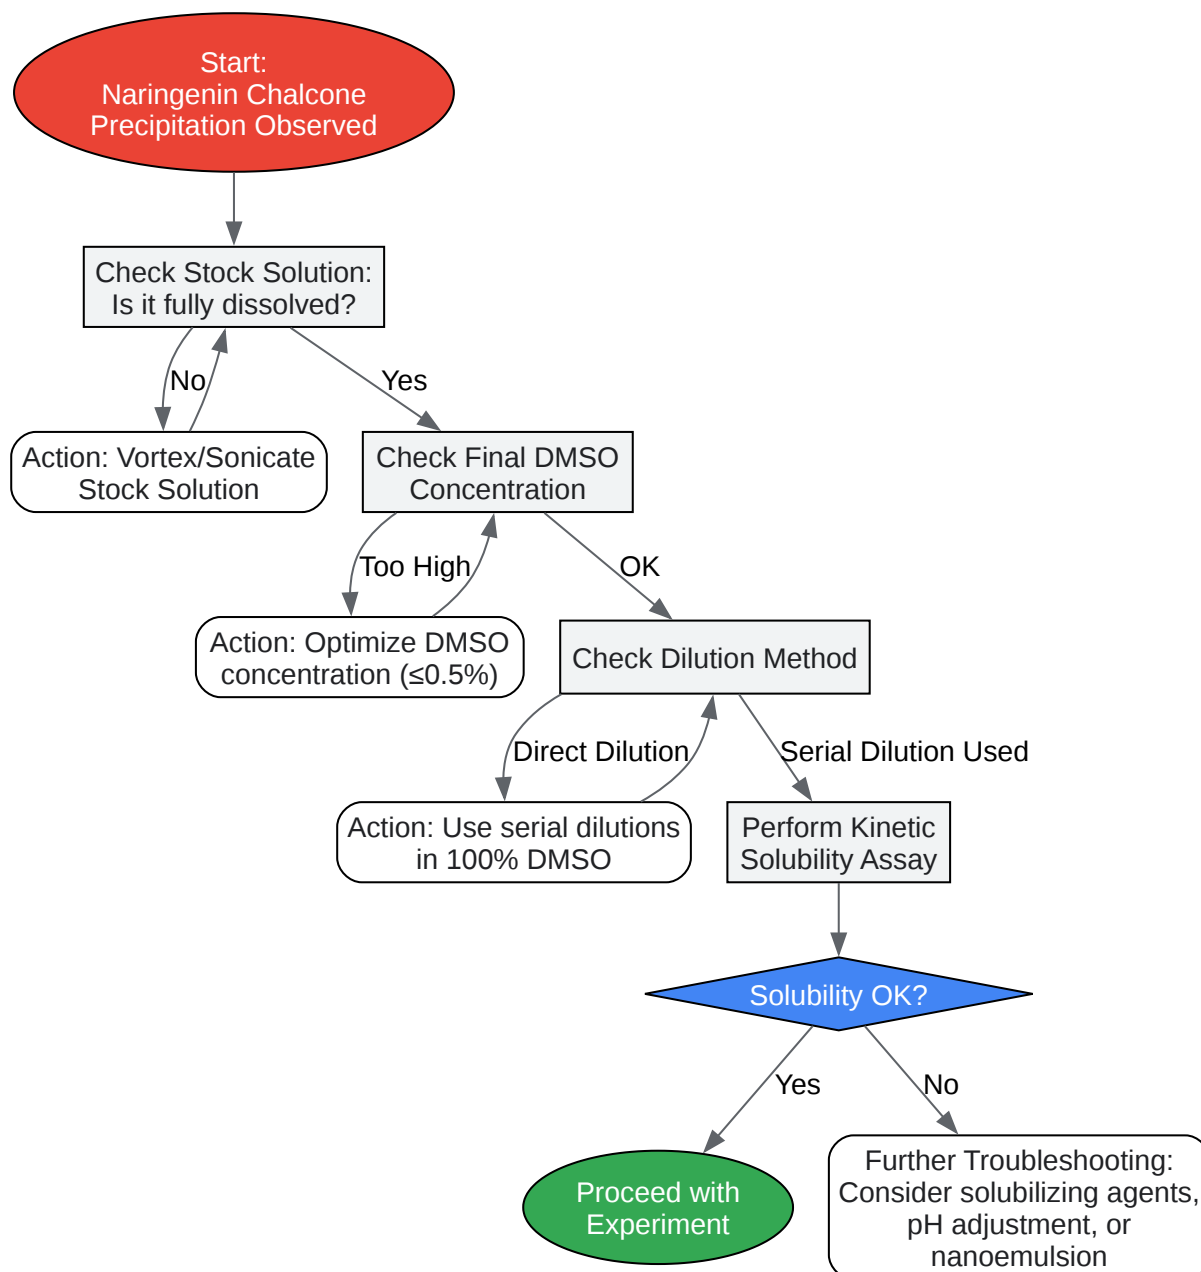 Start:
Naringenin Chalcone
Precipitation Observed
Check Stock Solution:
Is it fully dissolved?
No
Yes
Action: Vortex/Sonicate
Stock Solution
Check Final DMSO
Concentration
Too High
OK
Action: Optimize DMSO
concentration (≤0.5%)
Check Dilution Method
Direct Dilution
Serial Dilution Used
Action: Use serial dilutions
in 100% DMSO
Perform Kinetic
Solubility Assay
Solubility OK?
Yes
No
Proceed with
Experiment
Further Troubleshooting:
Consider solubilizing agents,
pH adjustment, or
nanoemulsion